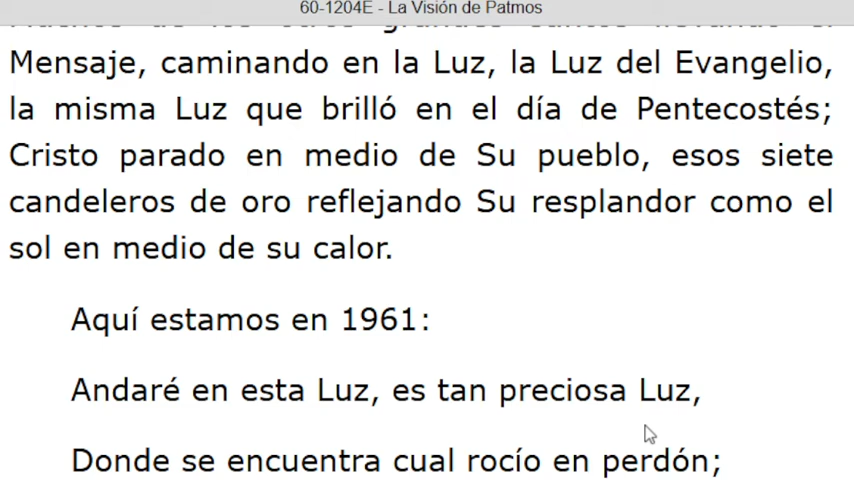 60-1204E - La Visión de Patmos
Mensaje, caminando en la Luz, la Luz del Evangelio,
la misma Luz que brilló en el día de Pentecostés;
Cristo parado en medio de Su pueblo, esos siete
candeleros de oro reflejando Su resplandor como el
sol en medio de su calor.
Aquí estamos en 1961:
Andaré en esta Luz, es tan preciosa Luz,
Donde se encuentra cual rocío en perdón;